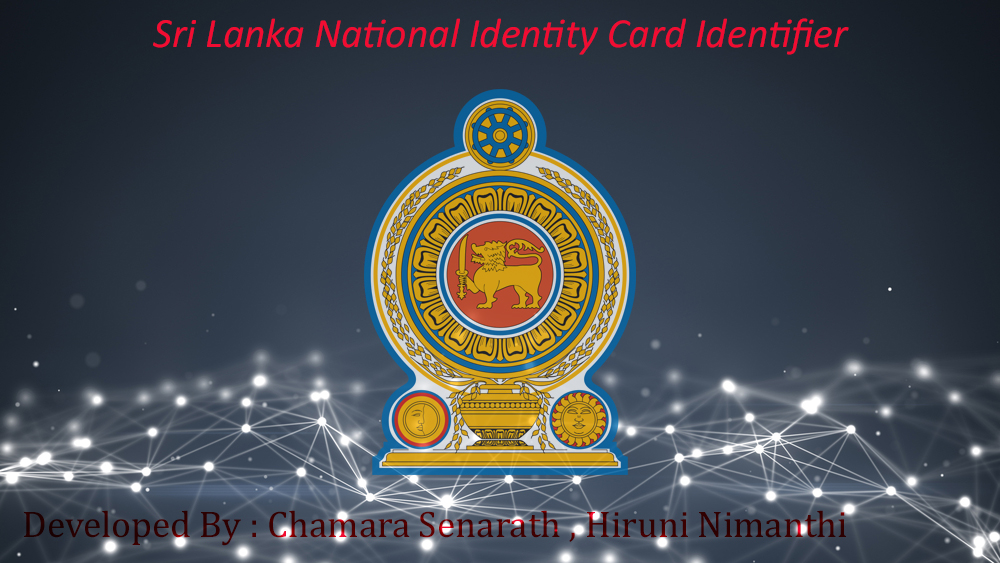 Sri Lanka National Identity Card Identifier
Developed By : Chamara Senarath , Hiruni Nimanthi